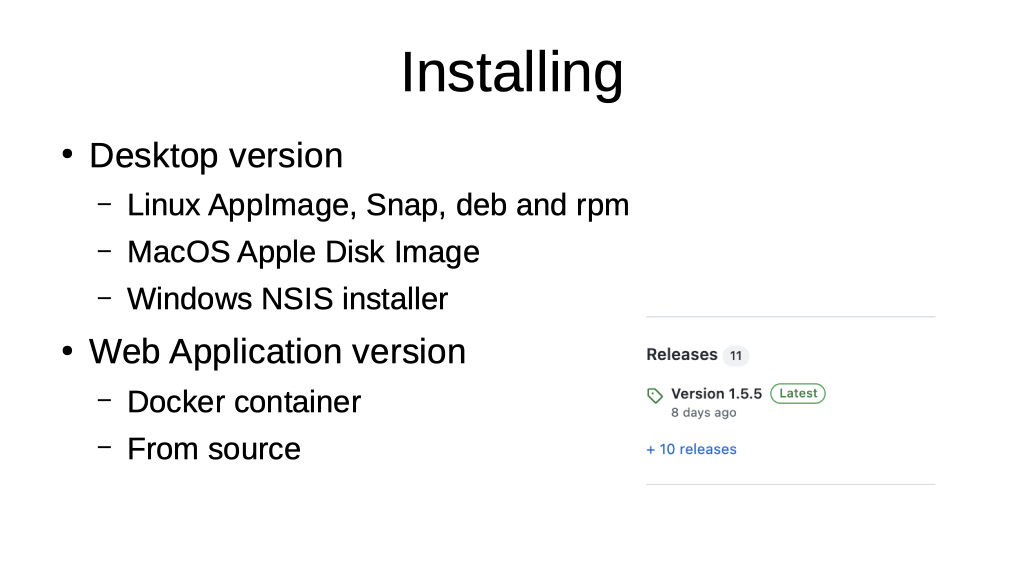 Installing
• Desktop version
– Linux AppImage, Snap, deb and rpm
– MacOS Apple Disk Image
– Windows NSIS installer
• Web Application version
– Docker container
– From source
Releases 11
Version 1.5.5 Latest
8 days ago
+ 10 releases